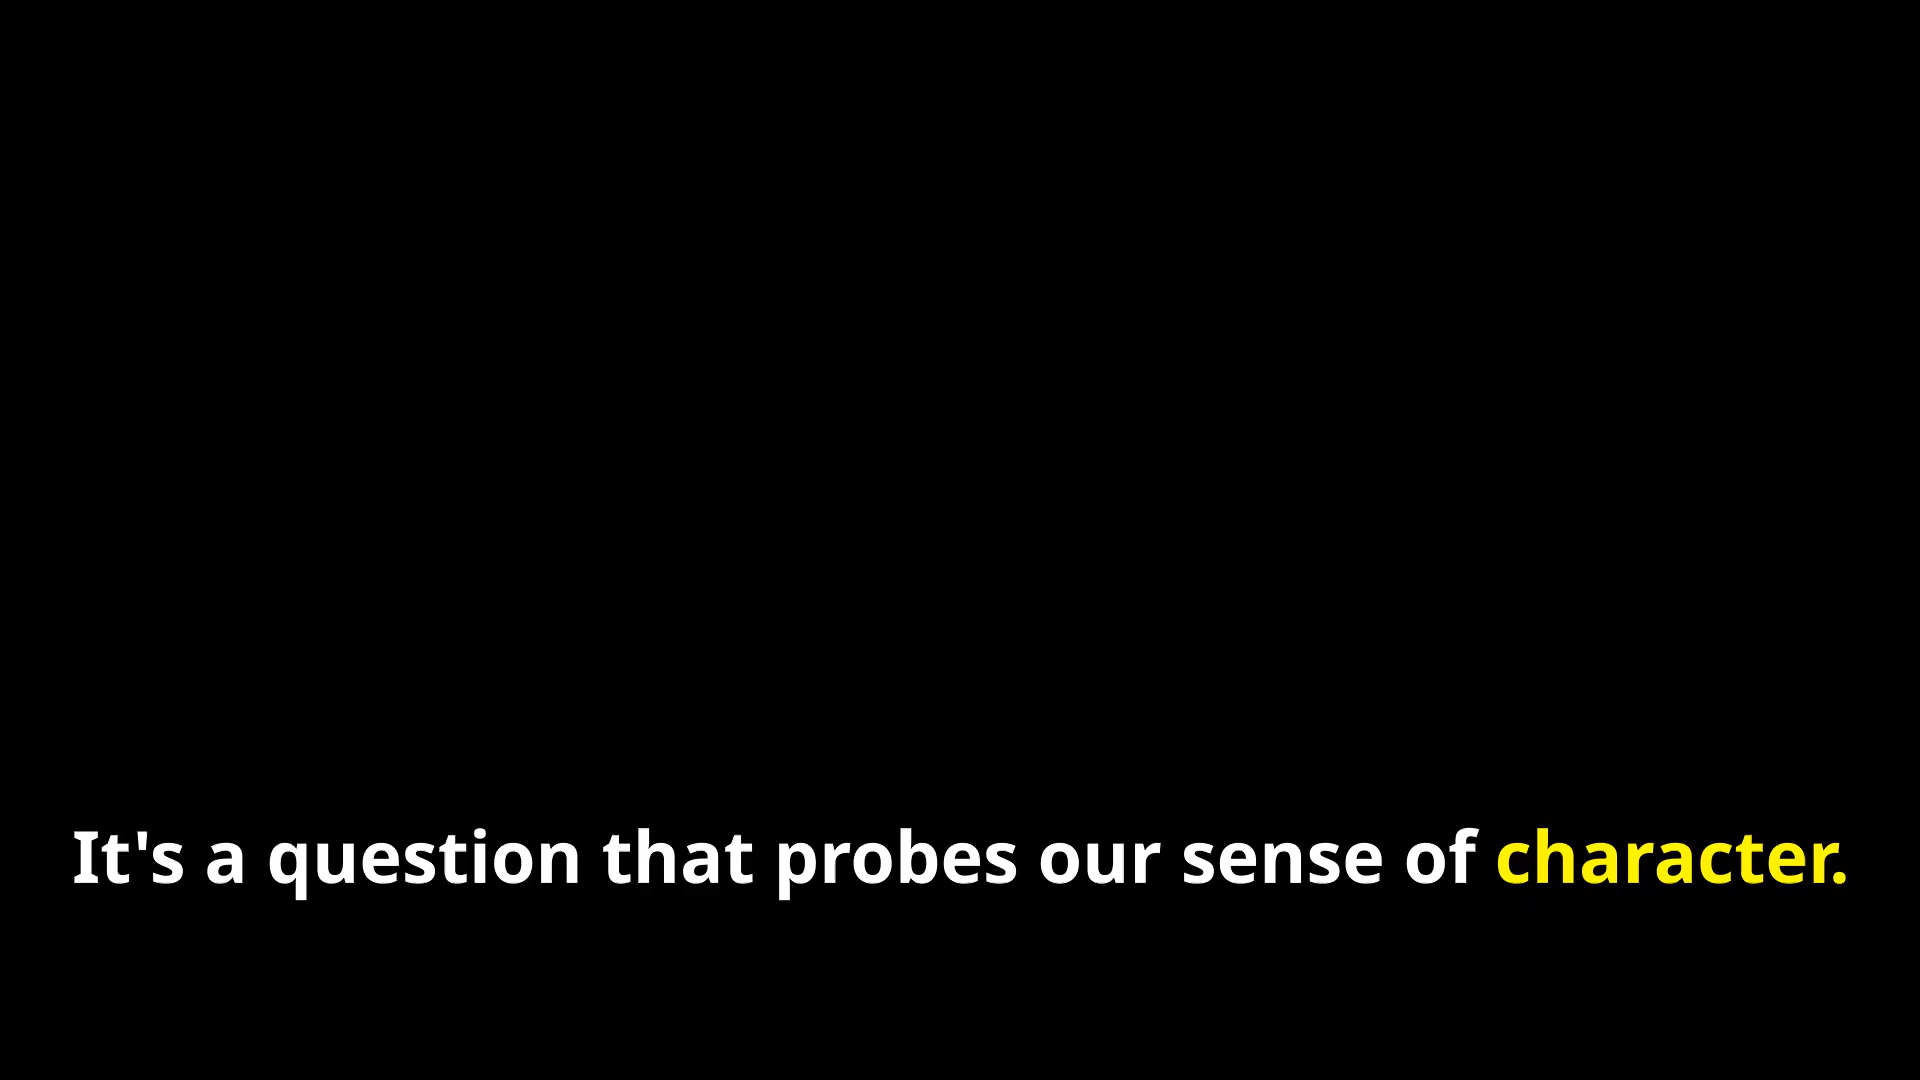 It's a question that probes our sense of character.